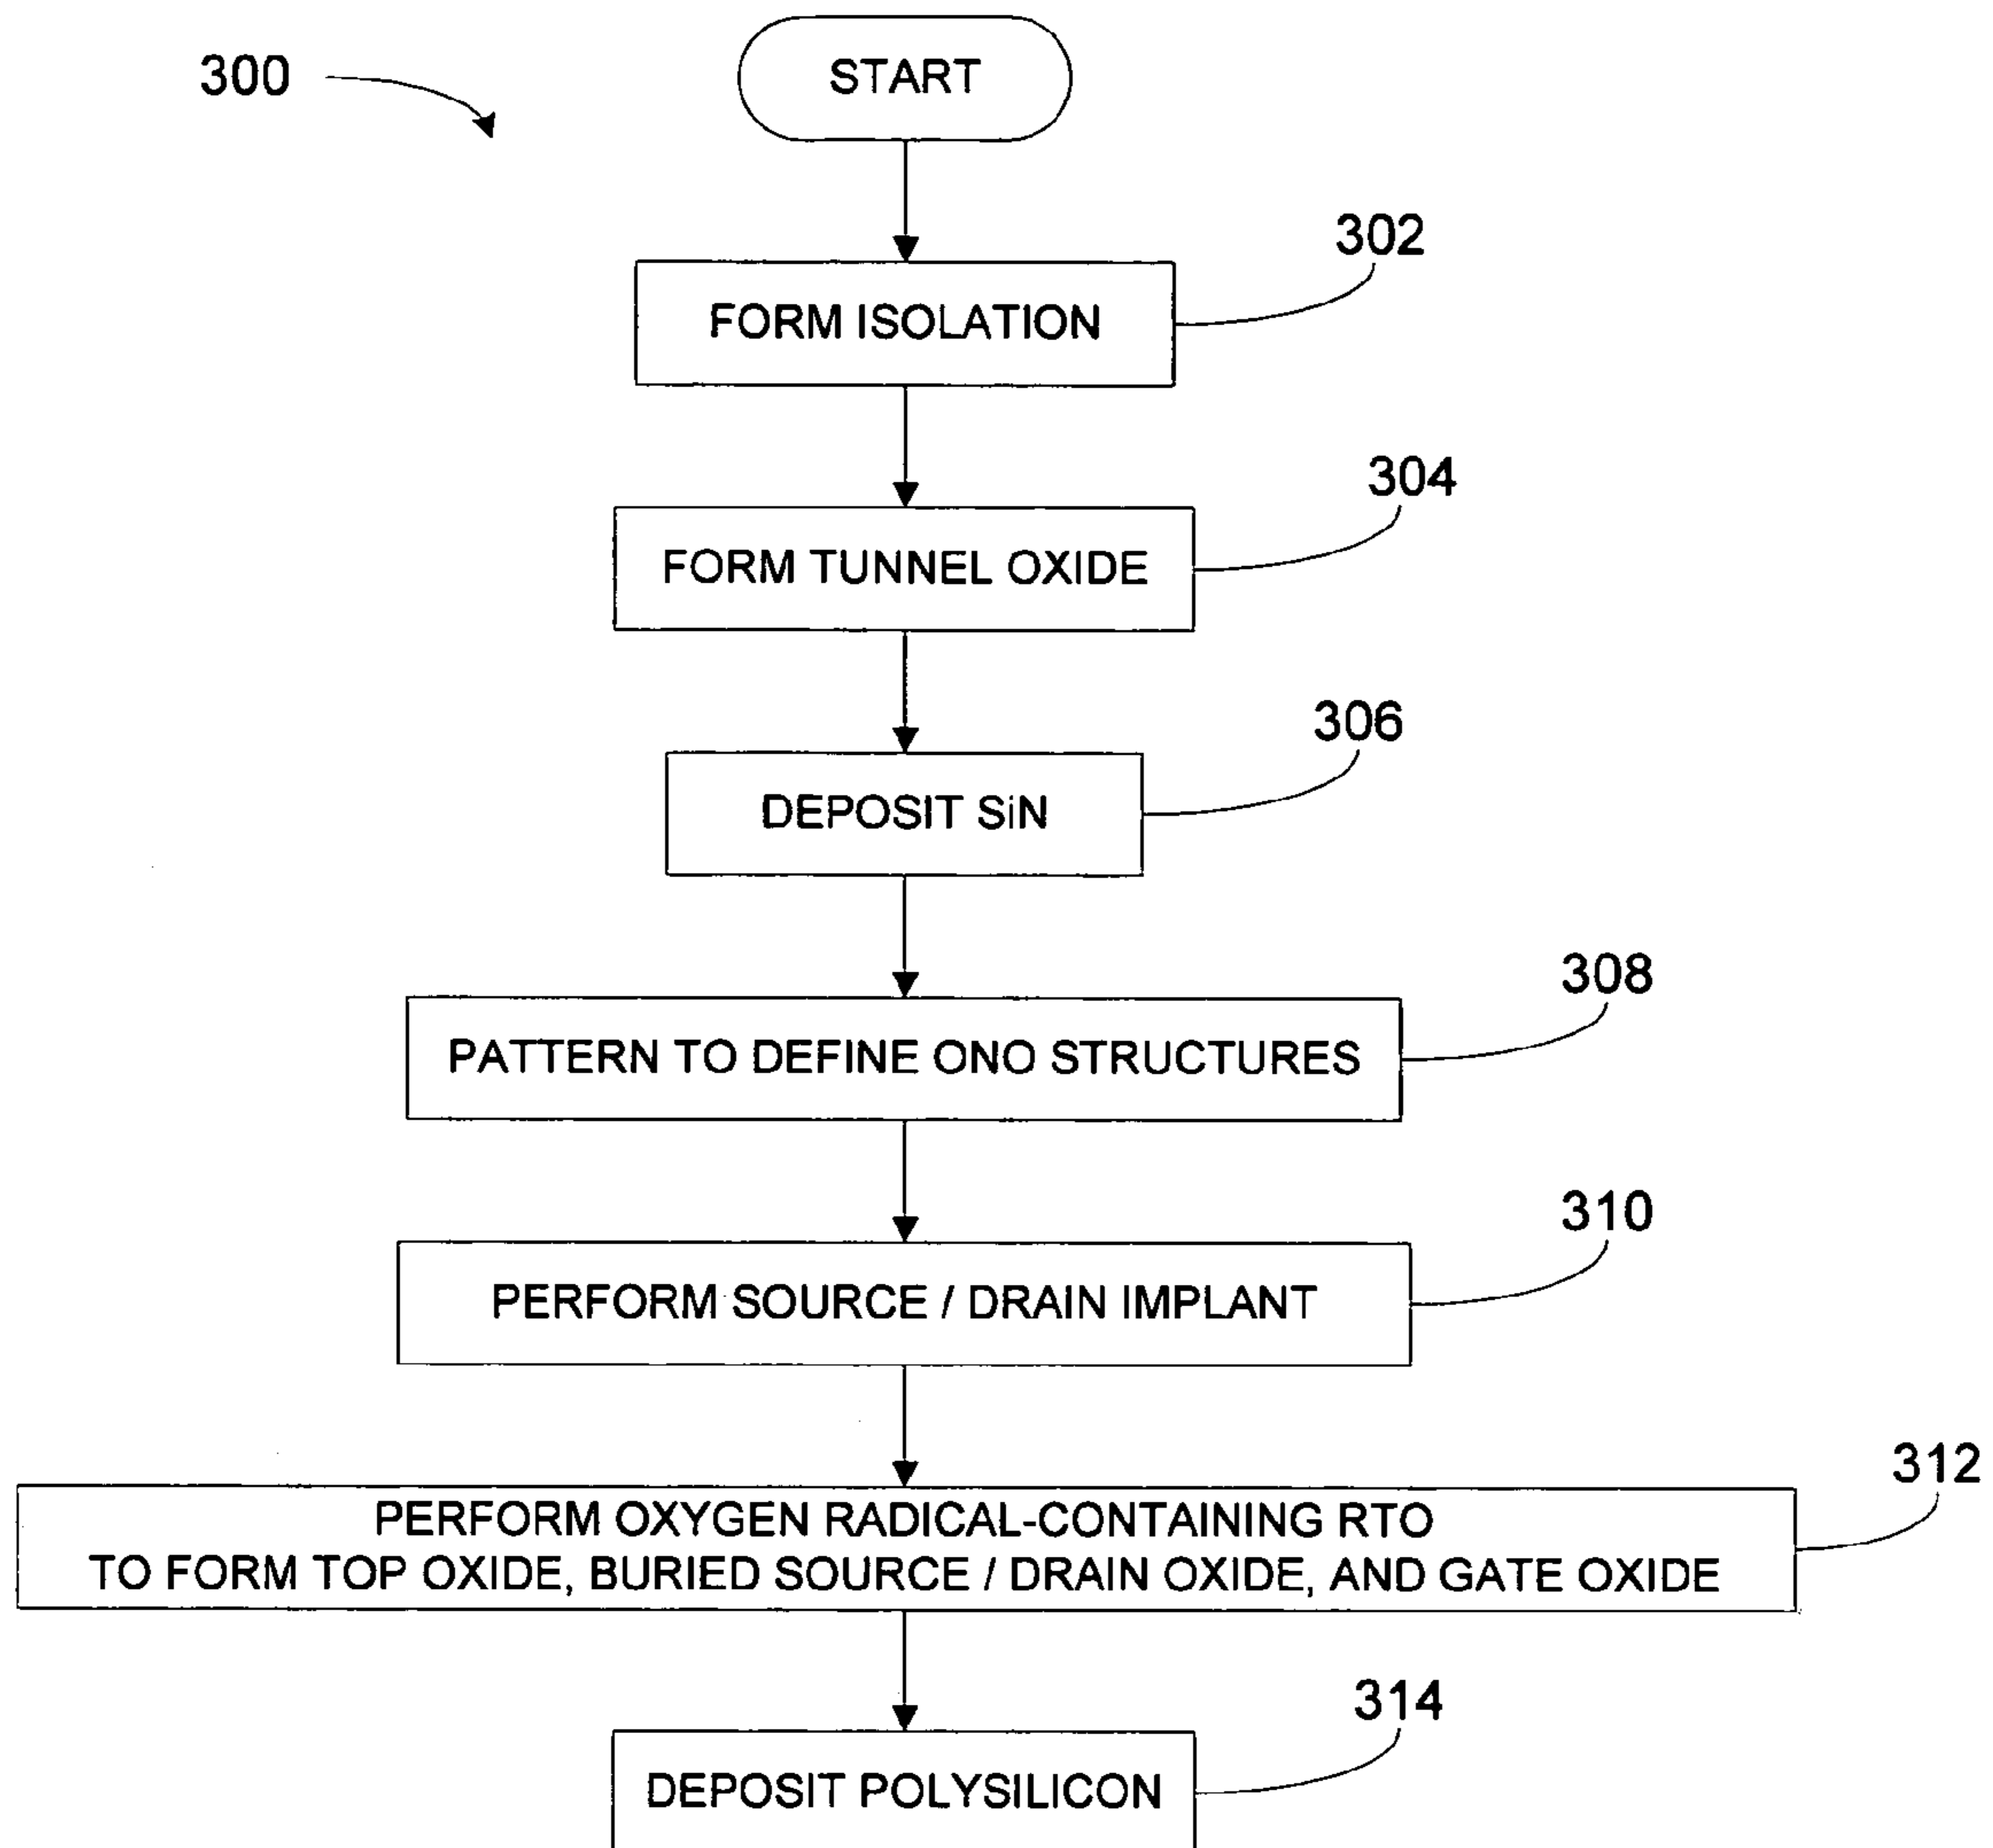 300
START
302
FORM ISOLATION
304
FORM TUNNEL OXIDE
306
DEPOSIT SiN
308
PATTERN TO DEFINE ONO STRUCTURES
310
PERFORM SOURCE / DRAIN IMPLANT
312
PERFORM OXYGEN RADICAL-CONTAINING RTO
TO FORM TOP OXIDE, BURIED SOURCE / DRAIN OXIDE, AND GATE OXIDE
314
DEPOSIT POLYSILICON